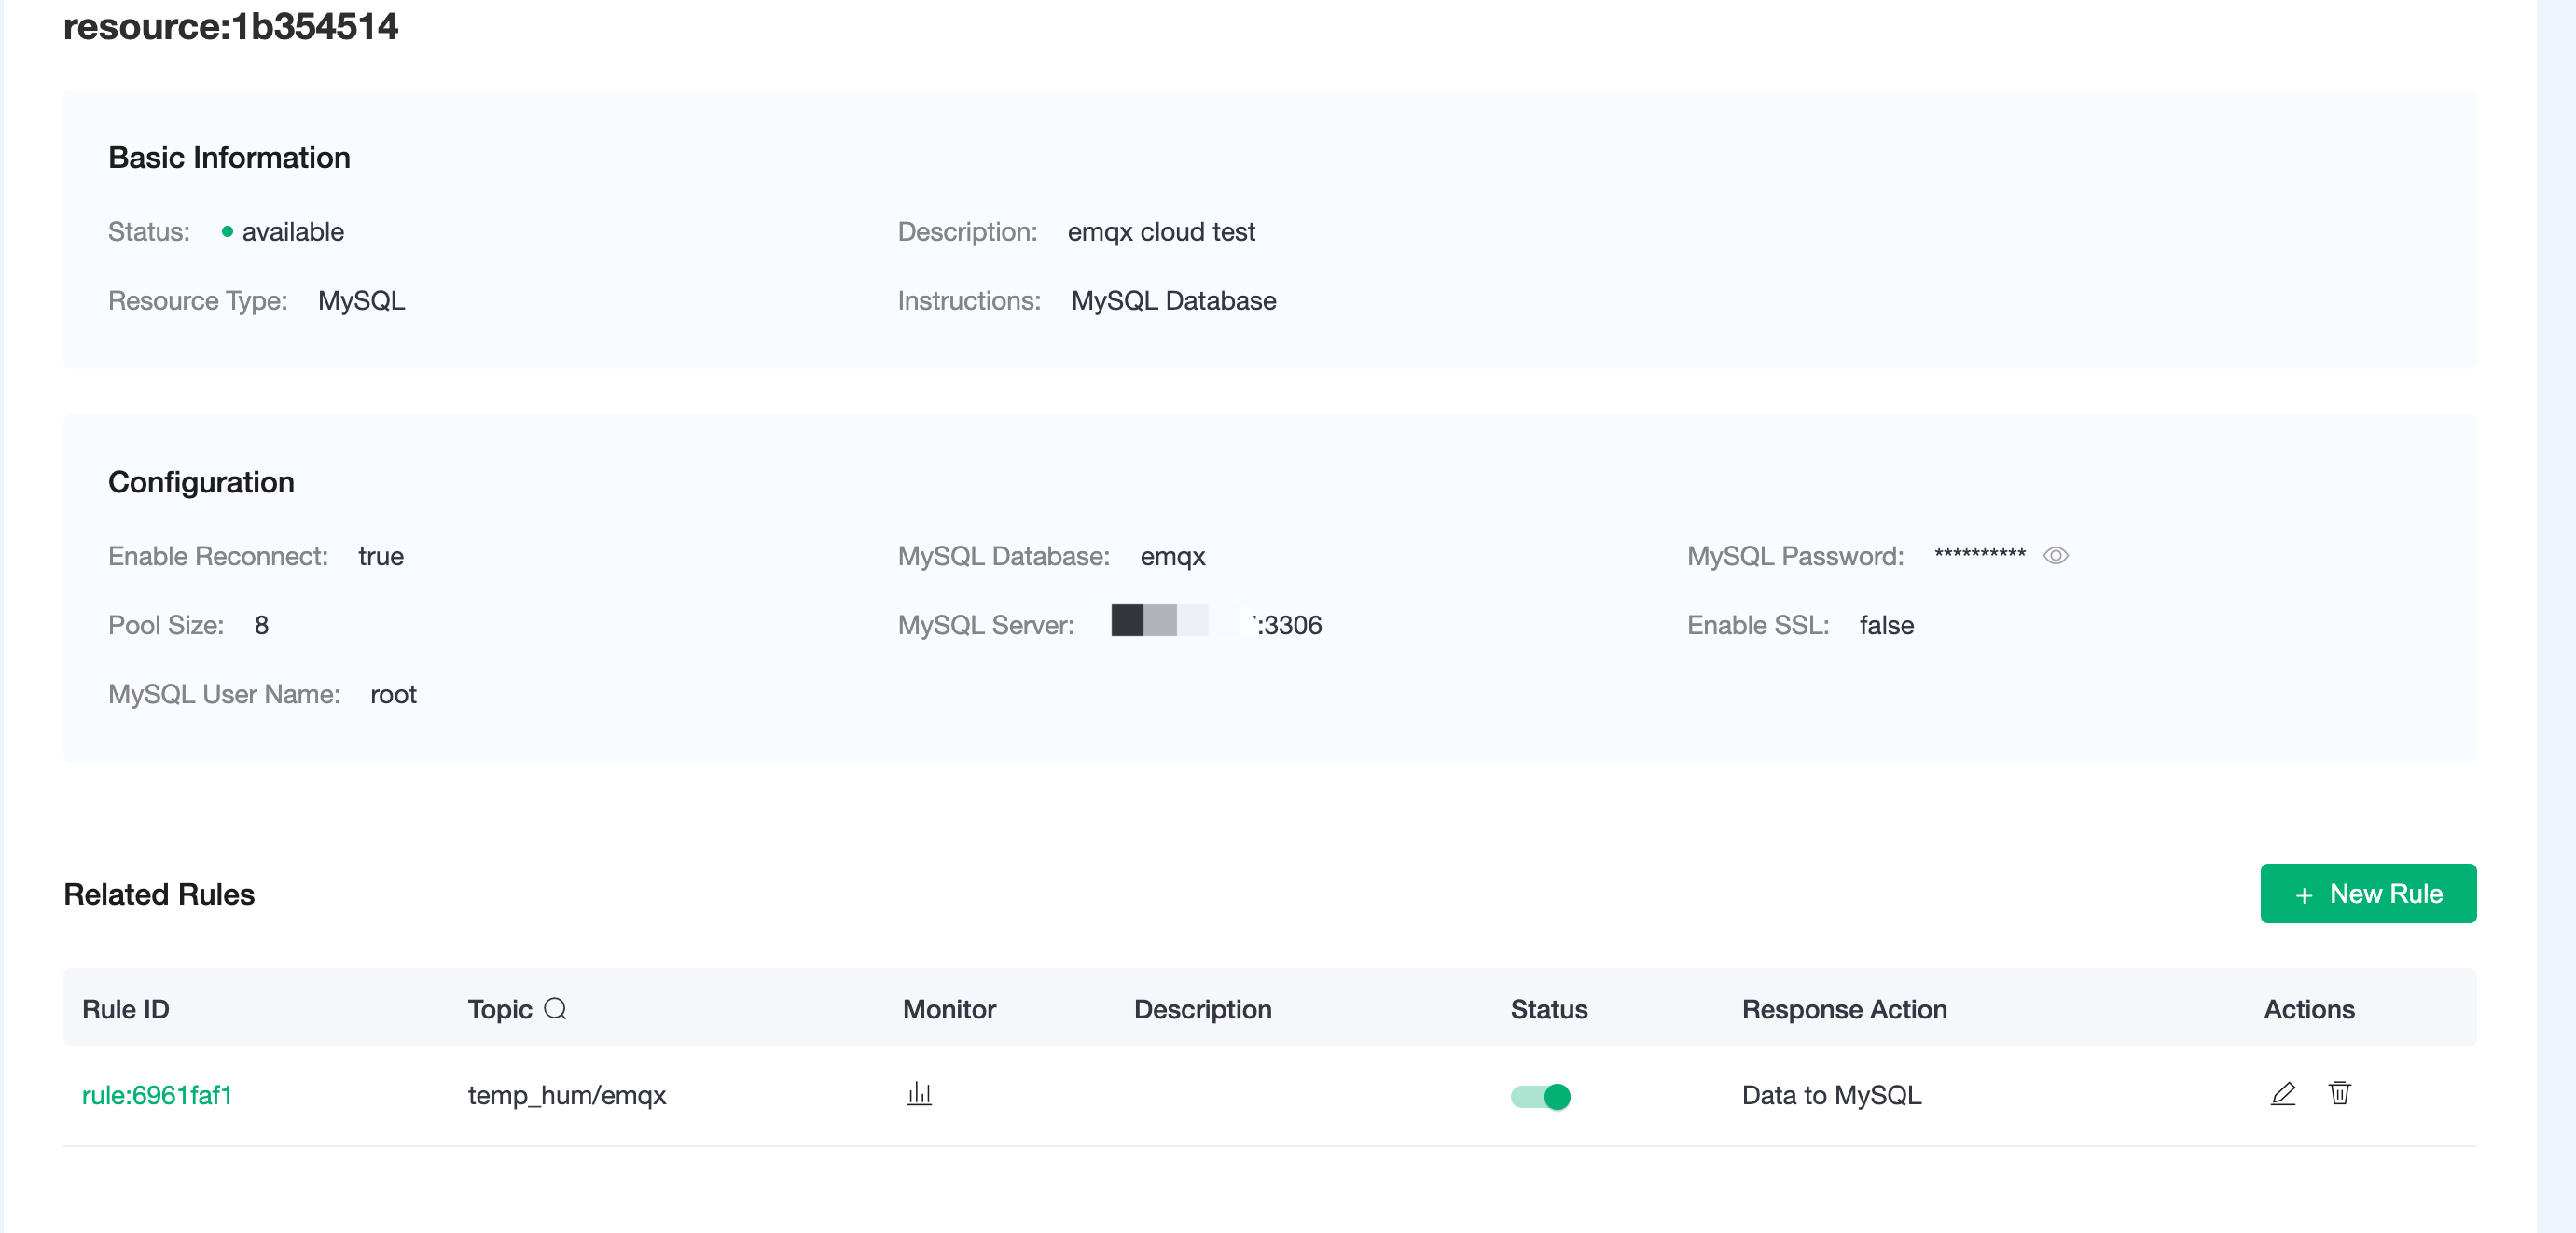 resource:1b354514
Basic Information
Status: available Description: emqx cloud test
Resource Type: MySQL Instructions: MySQL Database
Configuration
Enable Reconnect: true MySQL Database: emqx MySQL Password: **********
Pool Size: 8 MySQL Server: :3306 Enable SSL: false
MySQL User Name: root
Related Rules
+ New Rule
Rule ID Topic Monitor Description Status Response Action Actions
rule:6961faf1 temp_hum/emqx Data to MySQL